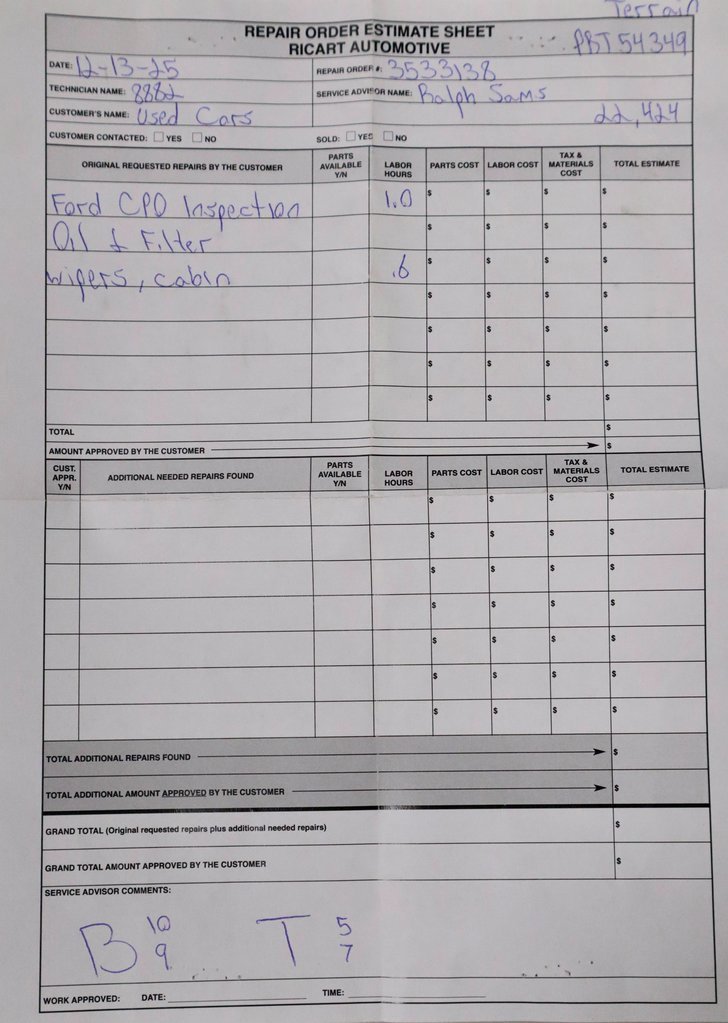 Terrain
REPAIR ORDER ESTIMATE SHEET
RICART AUTOMOTIVE
PBT54349
DATE: 12-13-25
REPAIR ORDER #: 3533138
TECHNICIAN NAME: 8882
SERVICE ADVISOR NAME: Ralph Sams
CUSTOMER'S NAME: Used Cars
22,424
CUSTOMER CONTACTED: YES NO
SOLD: YES NO
ORIGINAL REQUESTED REPAIRS BY THE CUSTOMER PARTS AVAILABLE Y/N LABOR HOURS PARTS COST LABOR COST TAX & MATERIALS COST TOTAL ESTIMATE
Ford CPO Inspection 1.0 $ $ $ $
Oil & Filter $ $ $ $
wipers, cabin .6 $ $ $ $
$ $ $ $
$ $ $ $
$ $ $ $
$ $ $ $
TOTAL $
AMOUNT APPROVED BY THE CUSTOMER $
CUST. APPR. Y/N ADDITIONAL NEEDED REPAIRS FOUND PARTS AVAILABLE Y/N LABOR HOURS PARTS COST LABOR COST TAX & MATERIALS COST TOTAL ESTIMATE
$ $ $ $
$ $ $ $
$ $ $ $
$ $ $ $
$ $ $ $
$ $ $ $
$ $ $ $
TOTAL ADDITIONAL REPAIRS FOUND $
TOTAL ADDITIONAL AMOUNT APPROVED BY THE CUSTOMER $
GRAND TOTAL (Original requested repairs plus additional needed repairs) $
GRAND TOTAL AMOUNT APPROVED BY THE CUSTOMER $
SERVICE ADVISOR COMMENTS:
B 10 9 T 5 7
WORK APPROVED: DATE: TIME: